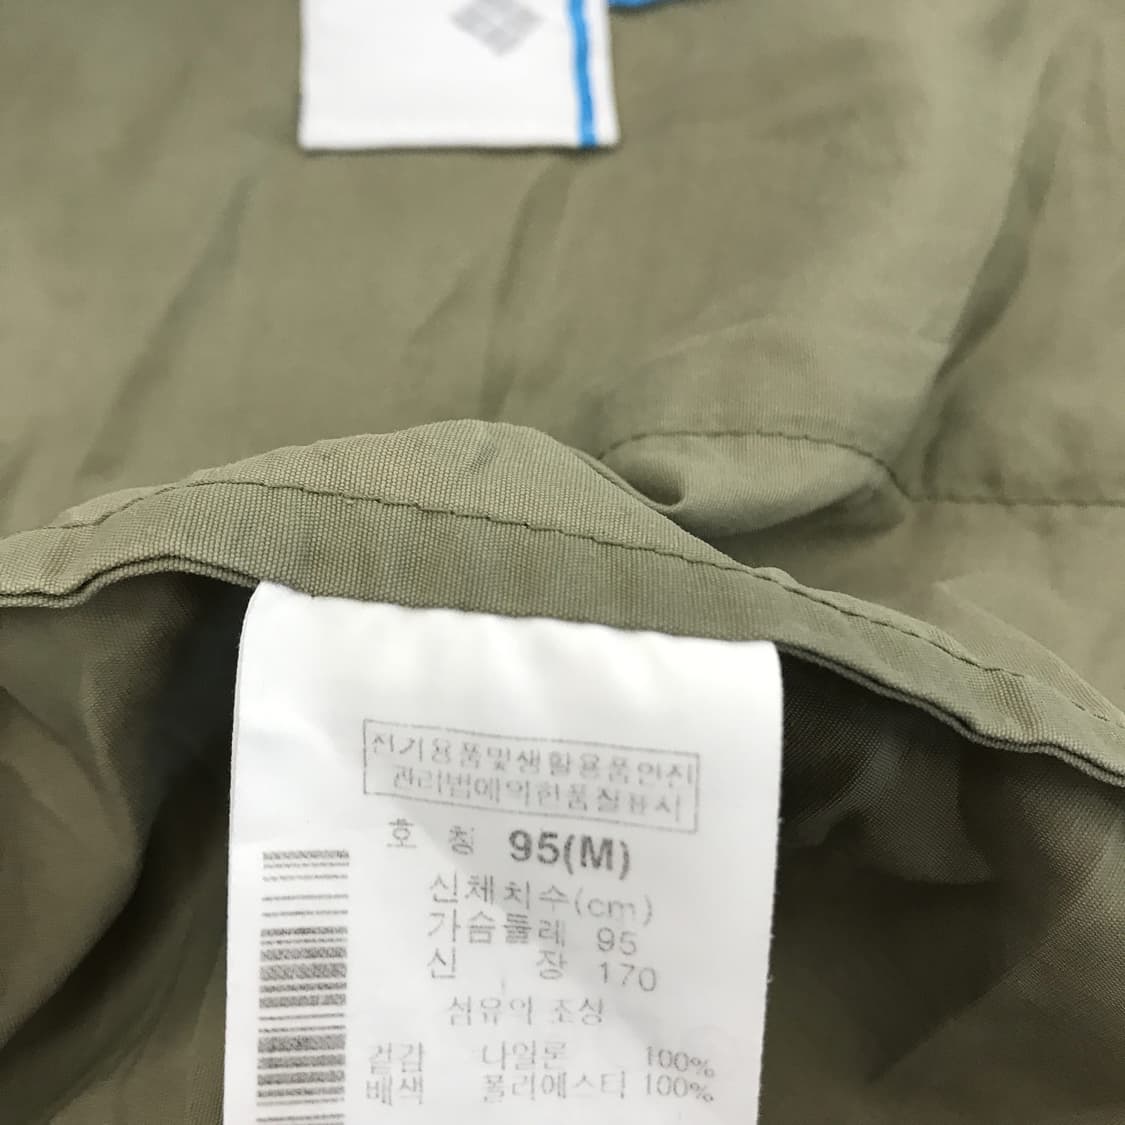 전기용품및생활용품안전
관리법에의한품질표시
호 칭 95(M)
신체치수(cm)
가슴둘레 95
신 장 170
섬유의 조성
겉감 나일론 100%
배색 폴리에스터 100%